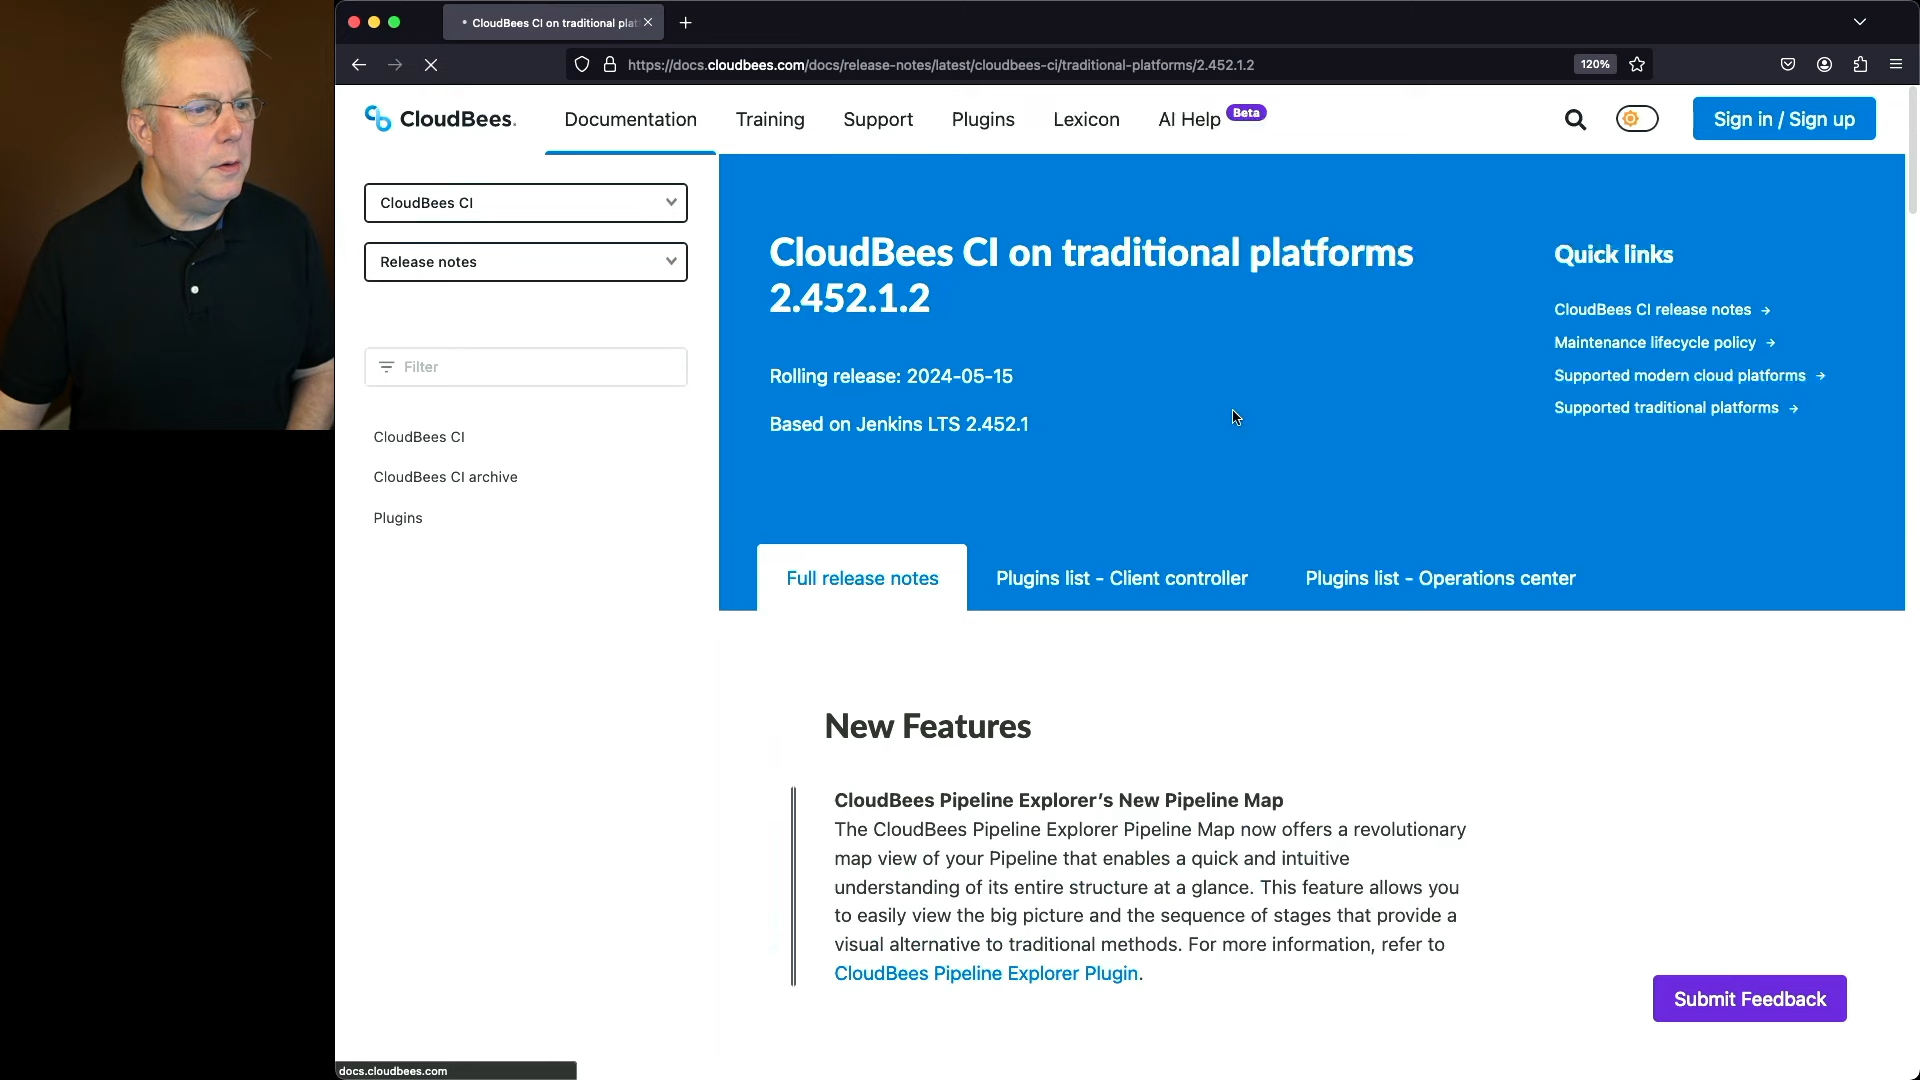 CloudBees CI on traditional plat
https://docs.cloudbees.com/docs/release-notes/latest/cloudbees-ci/traditional-platforms/2.452.1.2
120%
CloudBees.
Documentation
Training
Support
Plugins
Lexicon
AI Help
Beta
Sign in / Sign up
CloudBees CI
Release notes
Filter
CloudBees CI
CloudBees CI archive
Plugins
CloudBees CI on traditional platforms
2.452.1.2
Rolling release: 2024-05-15
Based on Jenkins LTS 2.452.1
Quick links
CloudBees CI release notes →
Maintenance lifecycle policy →
Supported modern cloud platforms →
Supported traditional platforms →
Full release notes
Plugins list - Client controller
Plugins list - Operations center
New Features
CloudBees Pipeline Explorer’s New Pipeline Map
The CloudBees Pipeline Explorer Pipeline Map now offers a revolutionary
map view of your Pipeline that enables a quick and intuitive
understanding of its entire structure at a glance. This feature allows you
to easily view the big picture and the sequence of stages that provide a
visual alternative to traditional methods. For more information, refer to
CloudBees Pipeline Explorer Plugin.
Submit Feedback
docs.cloudbees.com